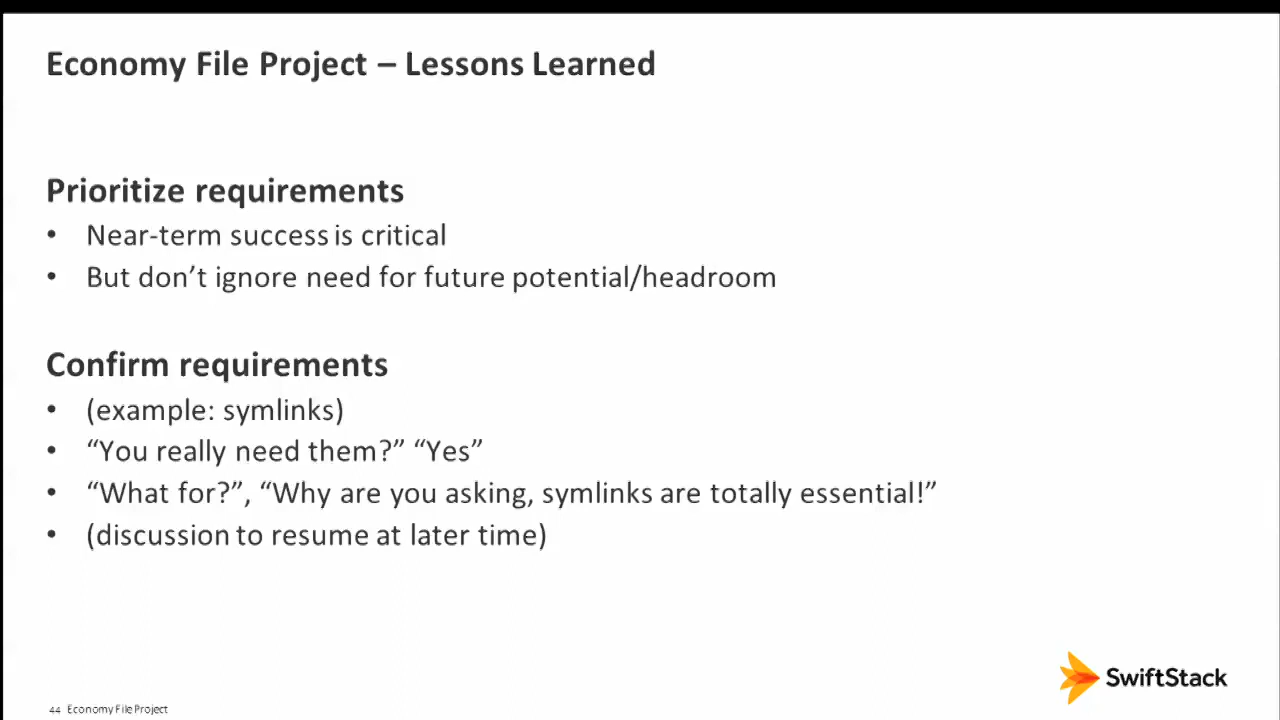 Economy File Project – Lessons Learned
Prioritize requirements
• Near-term success is critical
• But don’t ignore need for future potential/headroom
Confirm requirements
• (example: symlinks)
• “You really need them?” “Yes”
• “What for?”, “Why are you asking, symlinks are totally essential!”
• (discussion to resume at later time)
SwiftStack
44 Economy File Project